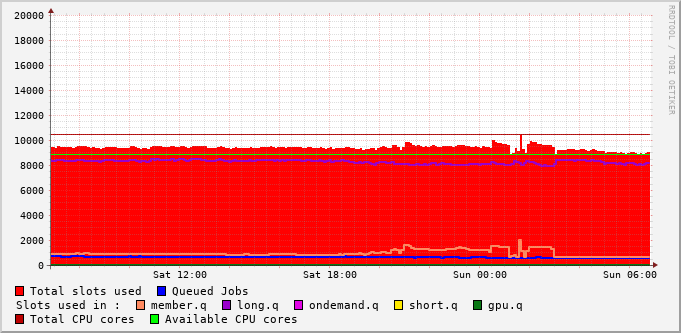 RRDTOOL / TOBI OETIKER
20000
18000
16000
14000
12000
10000
8000
6000
4000
2000
0
Sat 12:00 Sat 18:00 Sun 00:00 Sun 06:00
Total slots used Queued Jobs
Slots used in : member.q long.q ondemand.q short.q gpu.q
Total CPU cores Available CPU cores